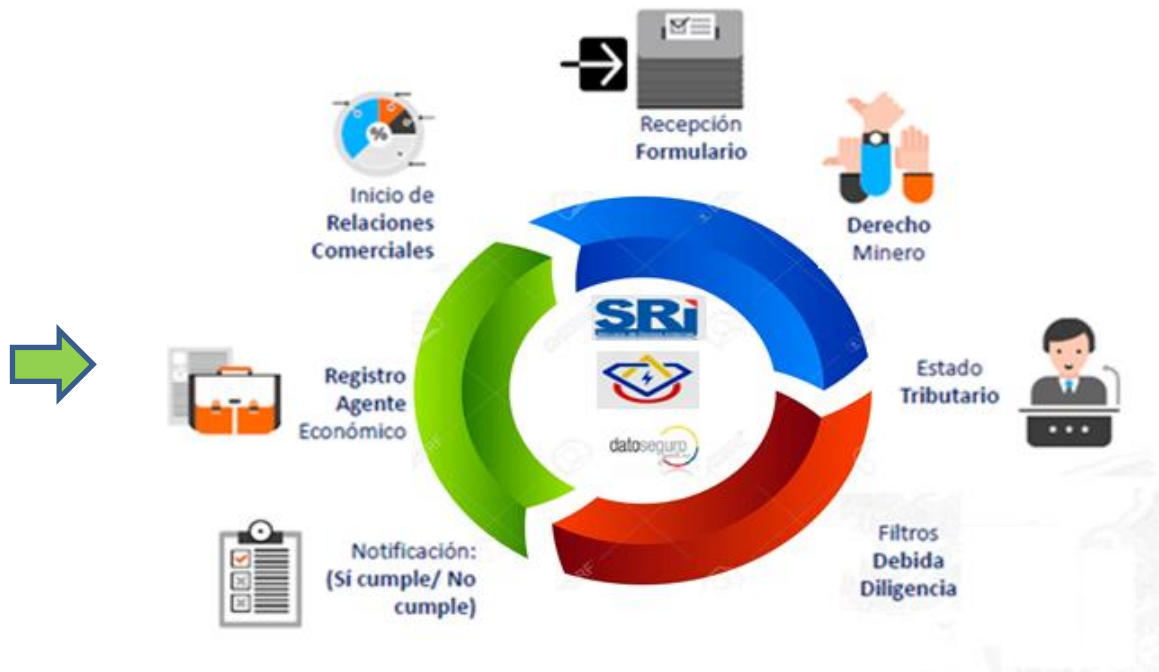 Recepción
Formulario
Derecho
Minero
Estado
Tributario
Filtros
Debida
Diligencia
Notificación:
(Sí cumple/ No
cumple)
Registro
Agente
Económico
Inicio de
Relaciones
Comerciales
%
SRi
datoseguro